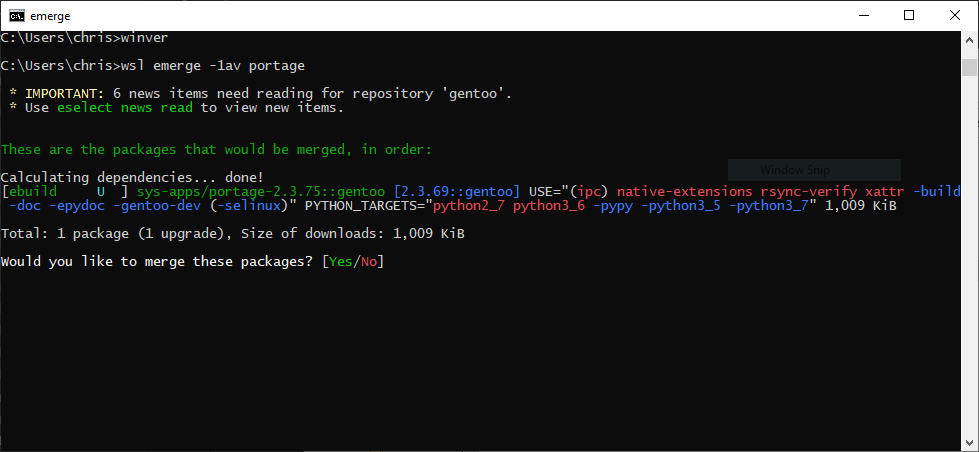 emerge
C:\Users\chris>winver
C:\Users\chris>wsl emerge -1av portage
* IMPORTANT: 6 news items need reading for repository 'gentoo'.
* Use eselect news read to view new items.
These are the packages that would be merged, in order:
Calculating dependencies... done!
[ebuild     U  ] sys-apps/portage-2.3.75::gentoo [2.3.69::gentoo] USE="(ipc) native-extensions rsync-verify xattr -build
-doc -epydoc -gentoo-dev (-selinux)" PYTHON_TARGETS="python2_7 python3_6 -pypy -python3_5 -python3_7" 1,009 KiB
Total: 1 package (1 upgrade), Size of downloads: 1,009 KiB
Would you like to merge these packages? [Yes/No]
Window Snip